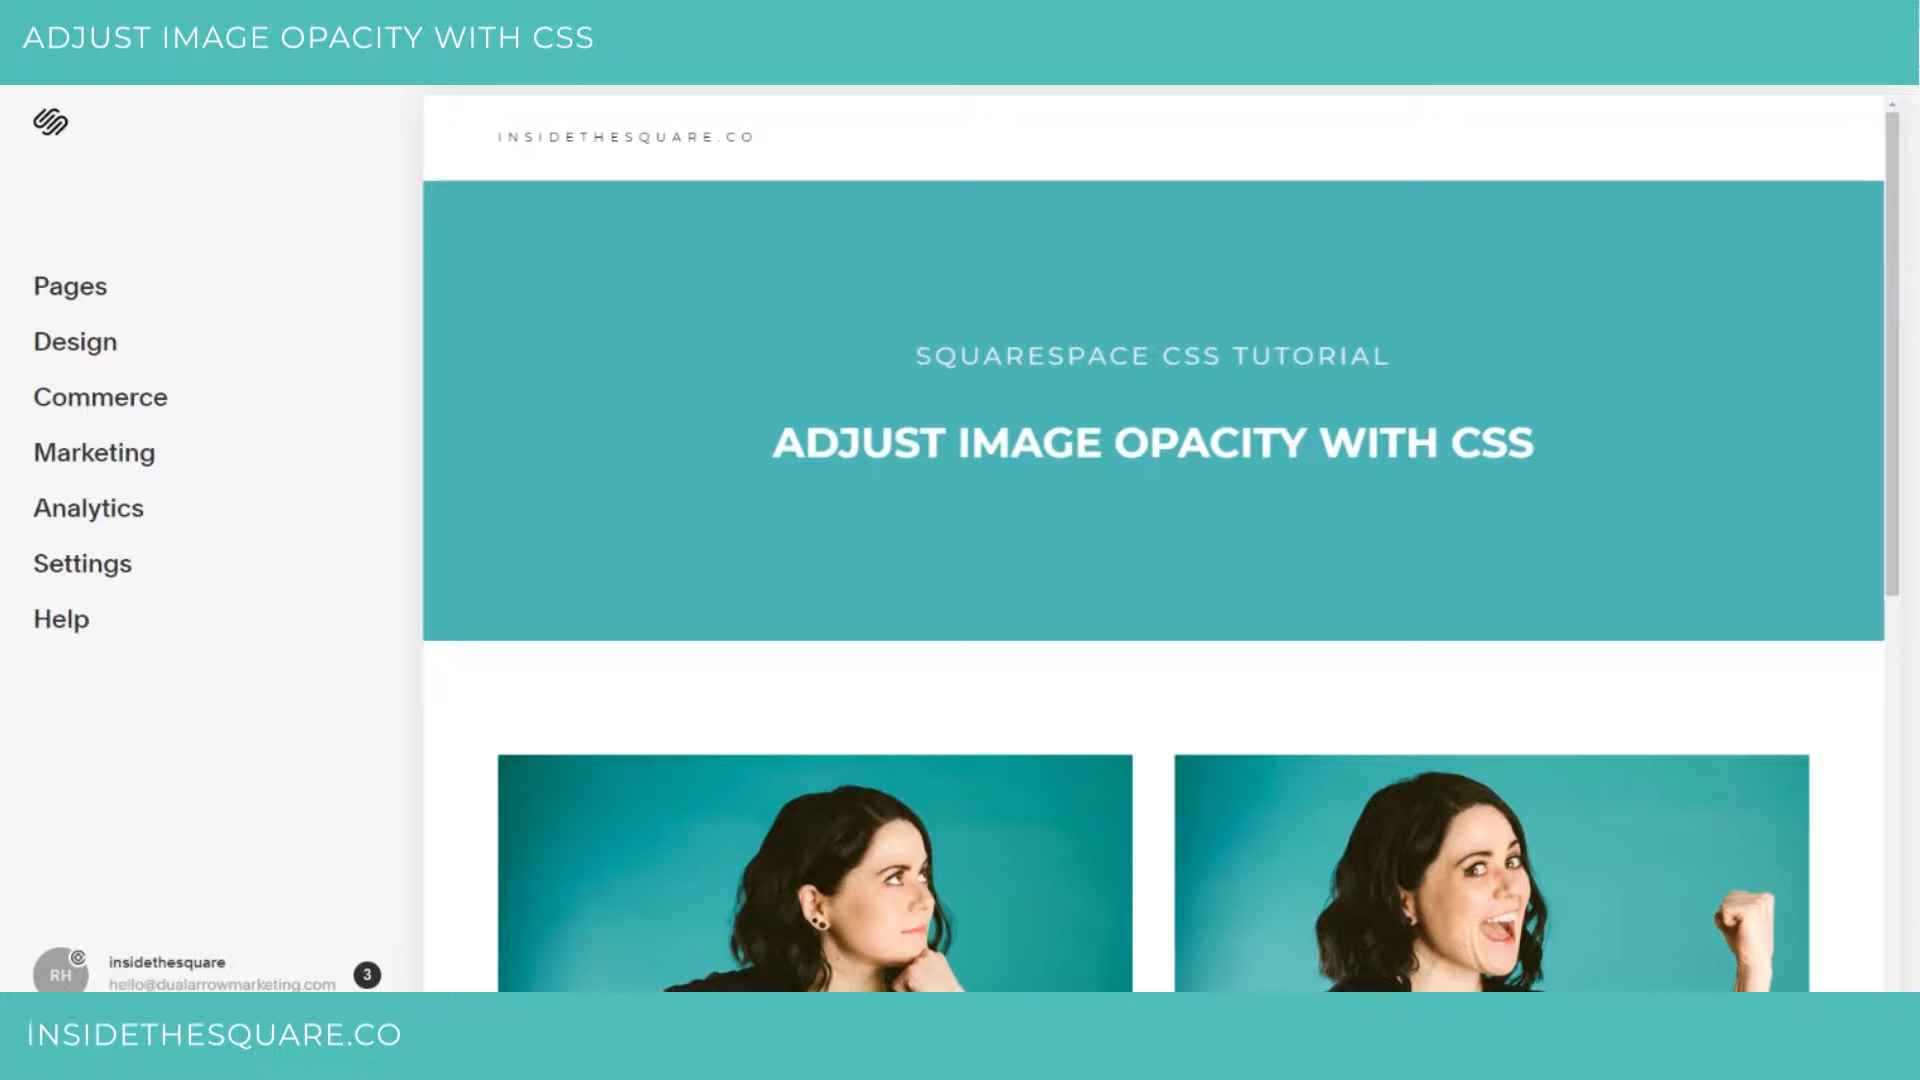 ADJUST IMAGE OPACITY WITH CSS
INSIDETHESQUARE.CO
Pages
Design
Commerce
Marketing
Analytics
Settings
Help
SQUARESPACE CSS TUTORIAL
ADJUST IMAGE OPACITY WITH CSS
RH
insidethesquare
hello@dualarrowmarketing.com
3
INSIDETHESQUARE.CO